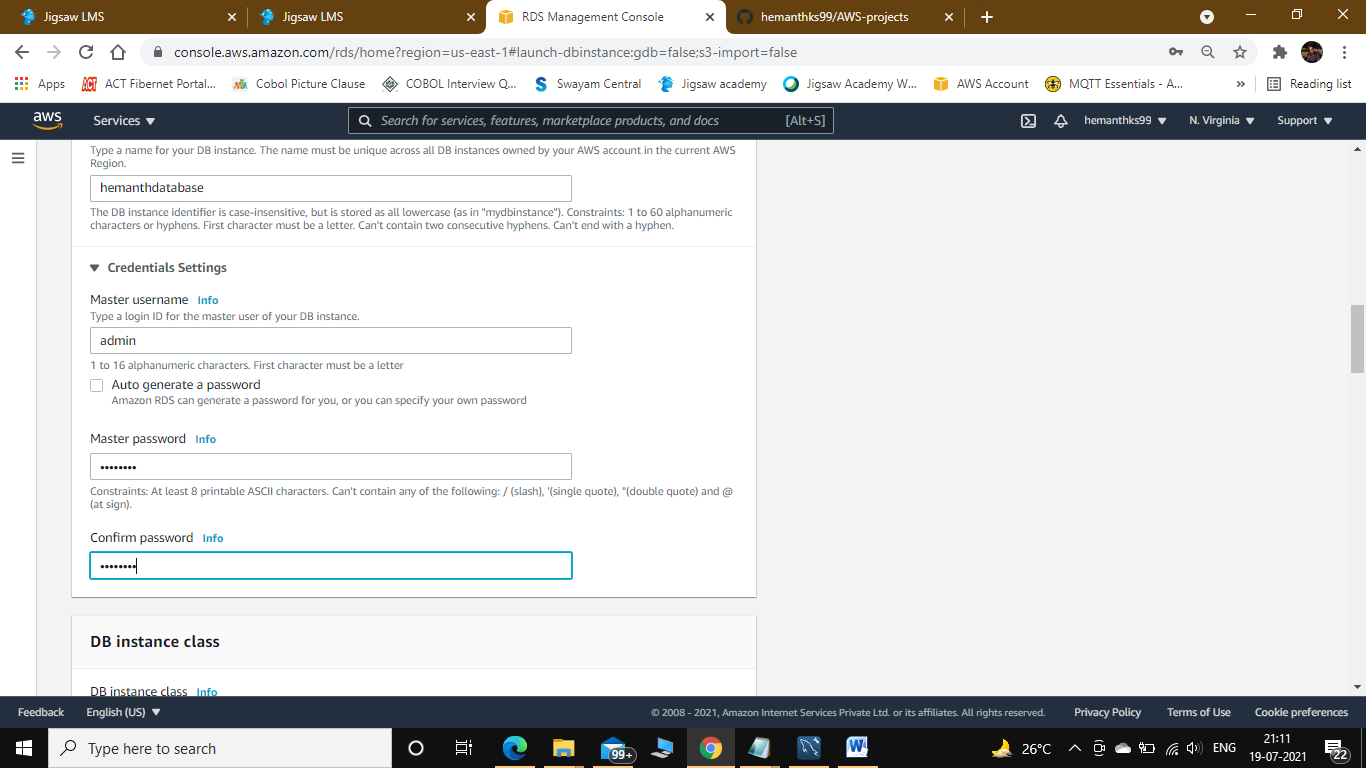 Jigsaw LMS
Jigsaw LMS
RDS Management Console
hemanthks99/AWS-projects
console.aws.amazon.com/rds/home?region=us-east-1#launch-dbinstance:gdb=false;s3-import=false
Apps
ACT ACT Fibernet Portal...
Cobol Picture Clause
COBOL Interview Q...
Swayam Central
Jigsaw academy
Jigsaw Academy W...
AWS Account
MQTT Essentials - A...
»
Reading list
aws
Services
Search for services, features, marketplace products, and docs
[Alt+S]
hemanthks99
N. Virginia
Support
Type a name for your DB instance. The name must be unique across all DB instances owned by your AWS account in the current AWS
Region.
hemanthdatabase
The DB instance identifier is case-insensitive, but is stored as all lowercase (as in "mydbinstance"). Constraints: 1 to 60 alphanumeric
characters or hyphens. First character must be a letter. Can't contain two consecutive hyphens. Can't end with a hyphen.
Credentials Settings
Master username Info
Type a login ID for the master user of your DB instance.
admin
1 to 16 alphanumeric characters. First character must be a letter
Auto generate a password
Amazon RDS can generate a password for you, or you can specify your own password
Master password Info
••••••••
Constraints: At least 8 printable ASCII characters. Can't contain any of the following: / (slash), '(single quote), "(double quote) and @
(at sign).
Confirm password Info
••••••••
DB instance class
DB instance class Info
Feedback
English (US)
© 2008 - 2021, Amazon Internet Services Private Ltd. or its affiliates. All rights reserved.
Privacy Policy
Terms of Use
Cookie preferences
Type here to search
99+
W
26°C
ENG
21:11
19-07-2021
22